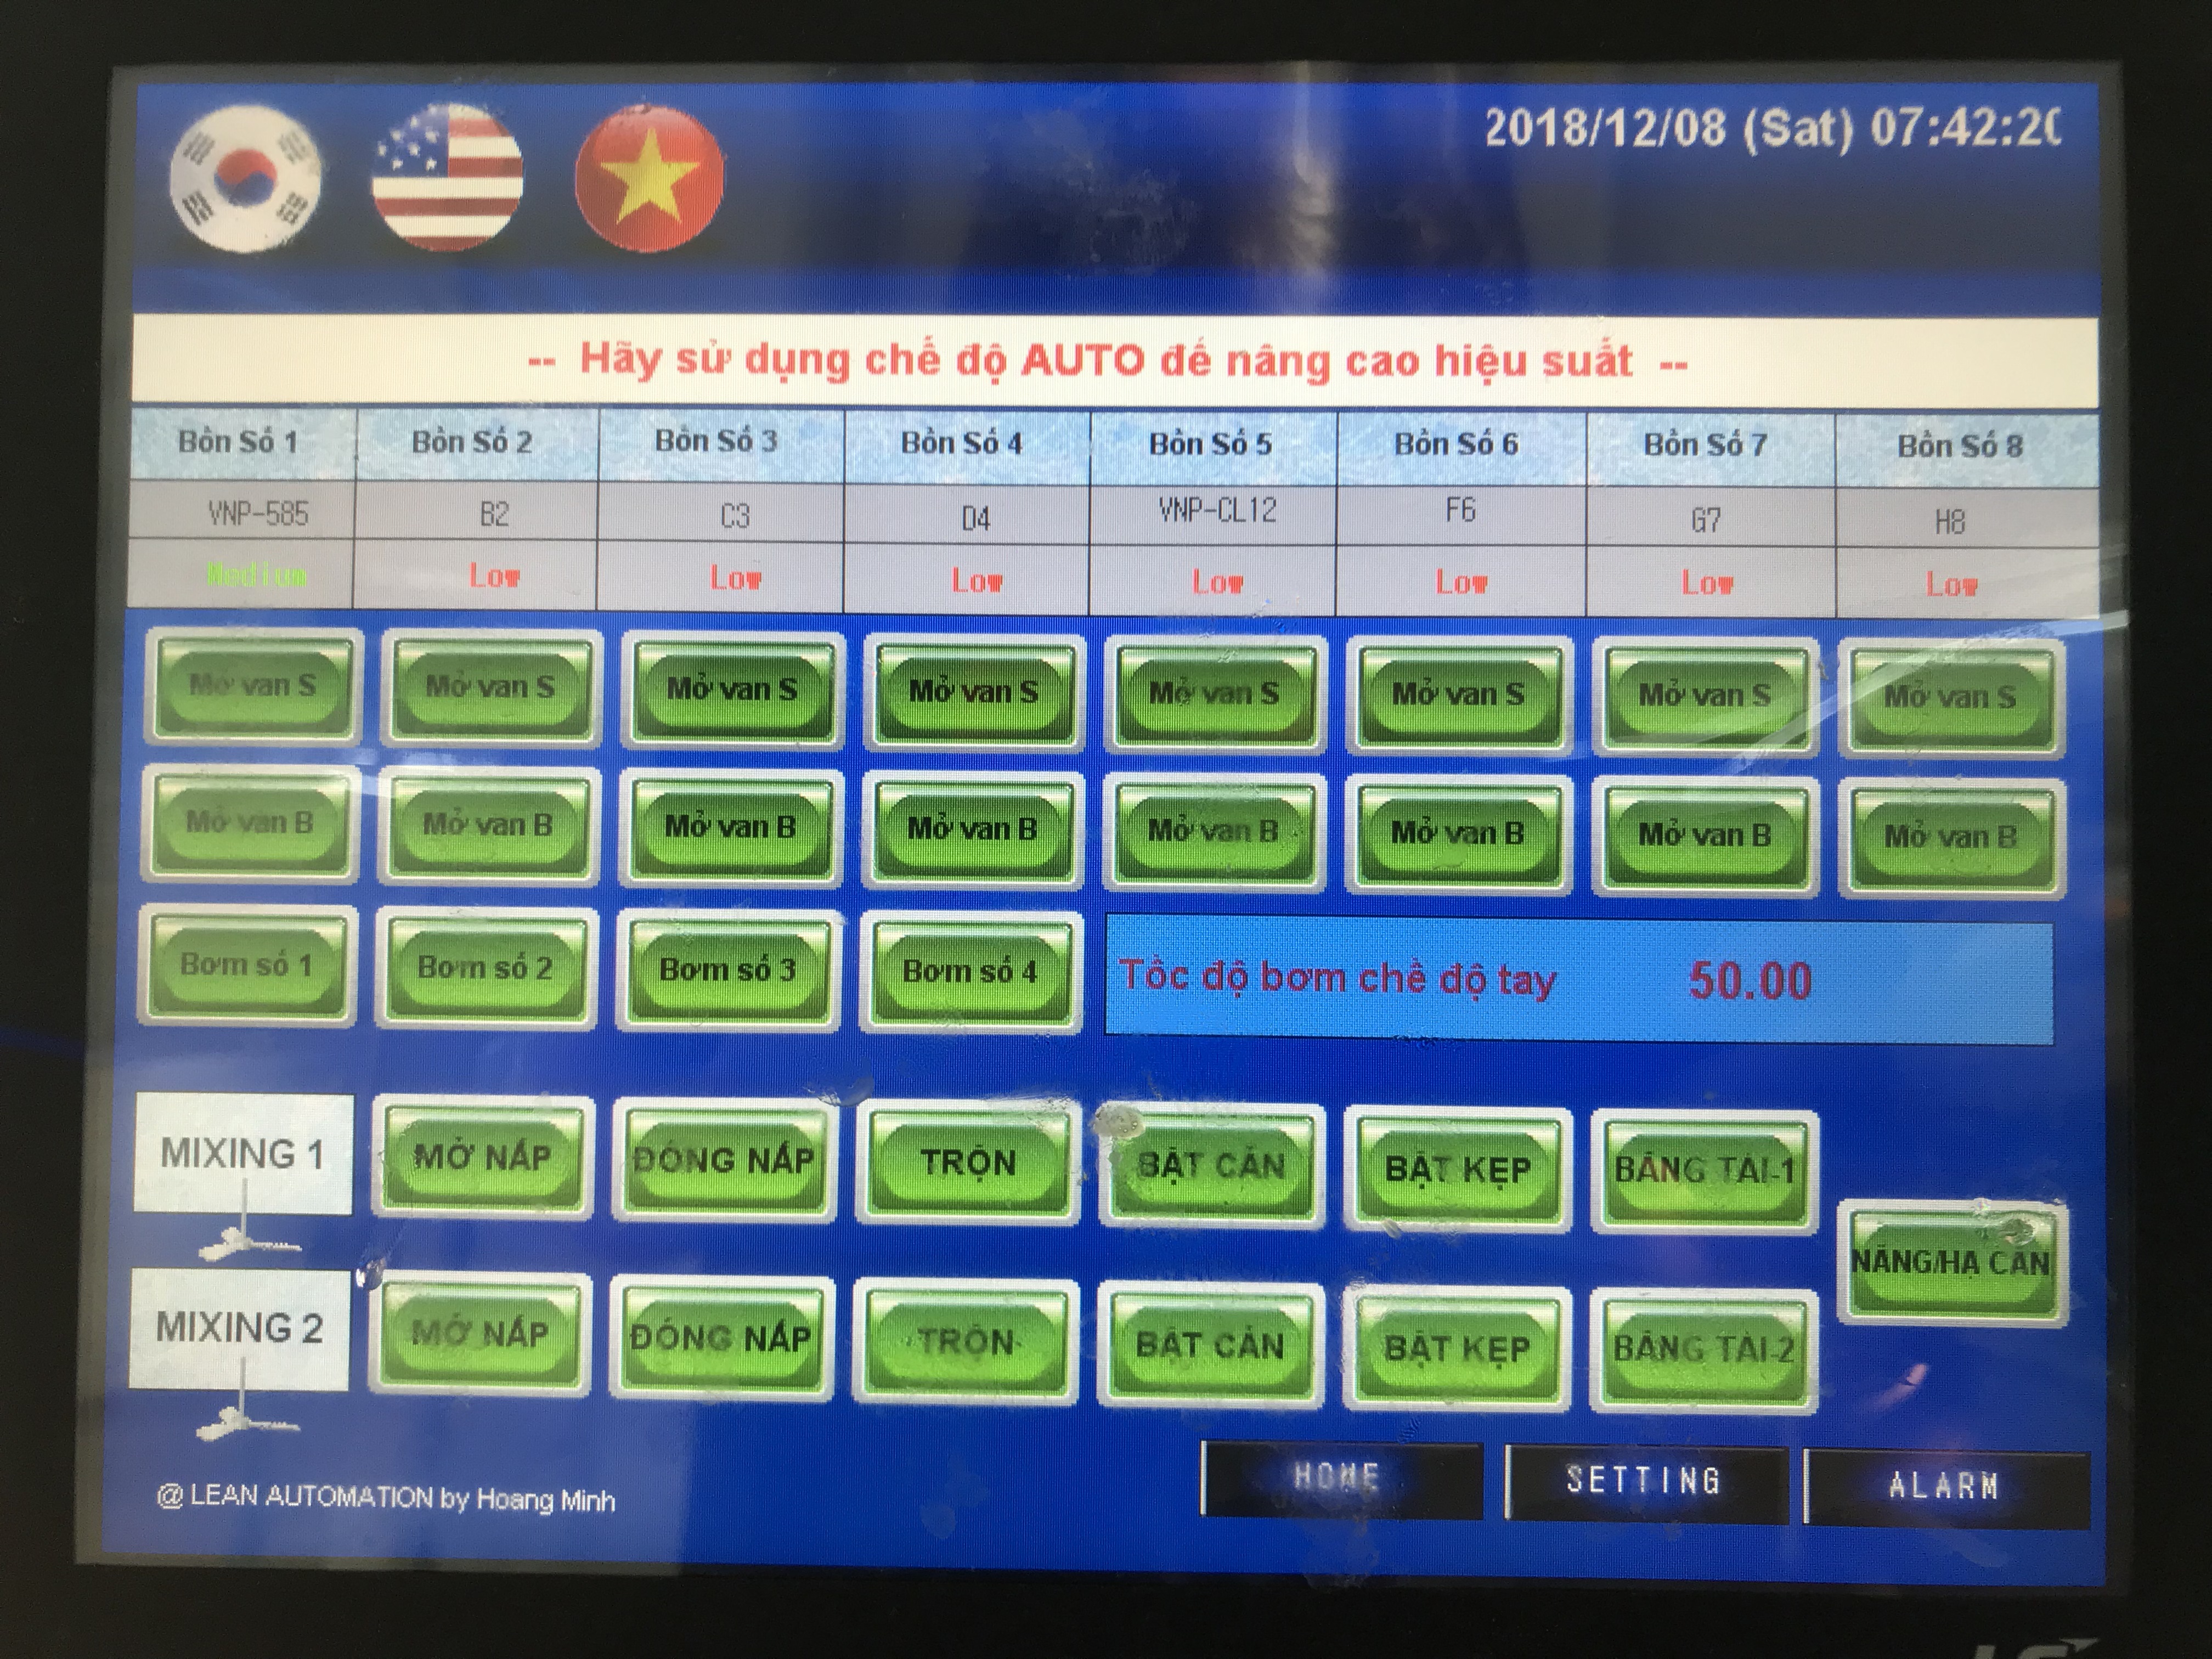 2018/12/08 (Sat) 07:42:20
-- Hãy sử dụng chế độ AUTO để nâng cao hiệu suất --
Bồn Số 1 Bồn Số 2 Bồn Số 3 Bồn Số 4 Bồn Số 5 Bồn Số 6 Bồn Số 7 Bồn Số 8
VNP-585 B2 C3 D4 VNP-CL12 F6 G7 H8
Medium Low Low Low Low Low Low Low
Mở van S Mở van S Mở van S Mở van S Mở van S Mở van S Mở van S Mở van S
Mở van B Mở van B Mở van B Mở van B Mở van B Mở van B Mở van B Mở van B
Bơm số 1 Bơm số 2 Bơm số 3 Bơm số 4 Tốc độ bơm chế độ tay 50.00
MIXING 1 MỞ NẮP ĐÓNG NẮP TRỘN BẬT CÂN BẬT KẸP BĂNG TẢI-1
NÂNG/HẠ CÂN
MIXING 2 MỞ NẮP ĐÓNG NẮP TRỘN BẬT CÂN BẬT KẸP BĂNG TẢI-2
HOME SETTING ALARM
@ LEAN AUTOMATION by Hoang Minh